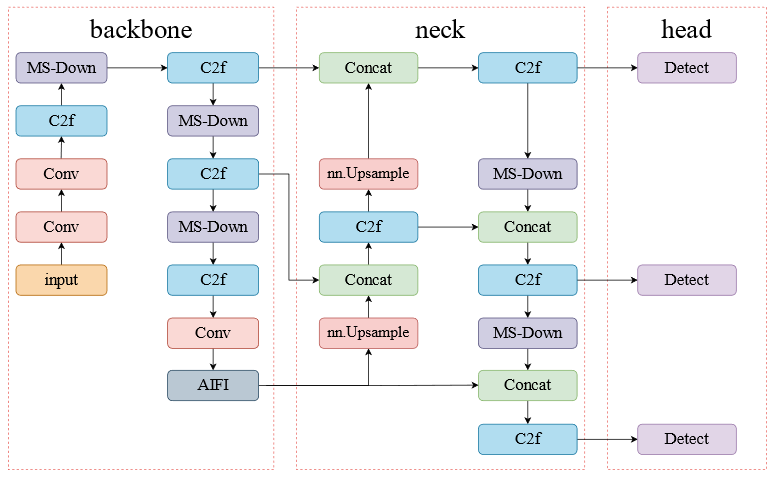 backbone
MS-Down
C2f
Conv
Conv
input
C2f
MS-Down
C2f
MS-Down
C2f
Conv
AIFI
neck
Concat
nn.Upsample
C2f
Concat
nn.Upsample
C2f
MS-Down
Concat
C2f
MS-Down
Concat
C2f
head
Detect
Detect
Detect